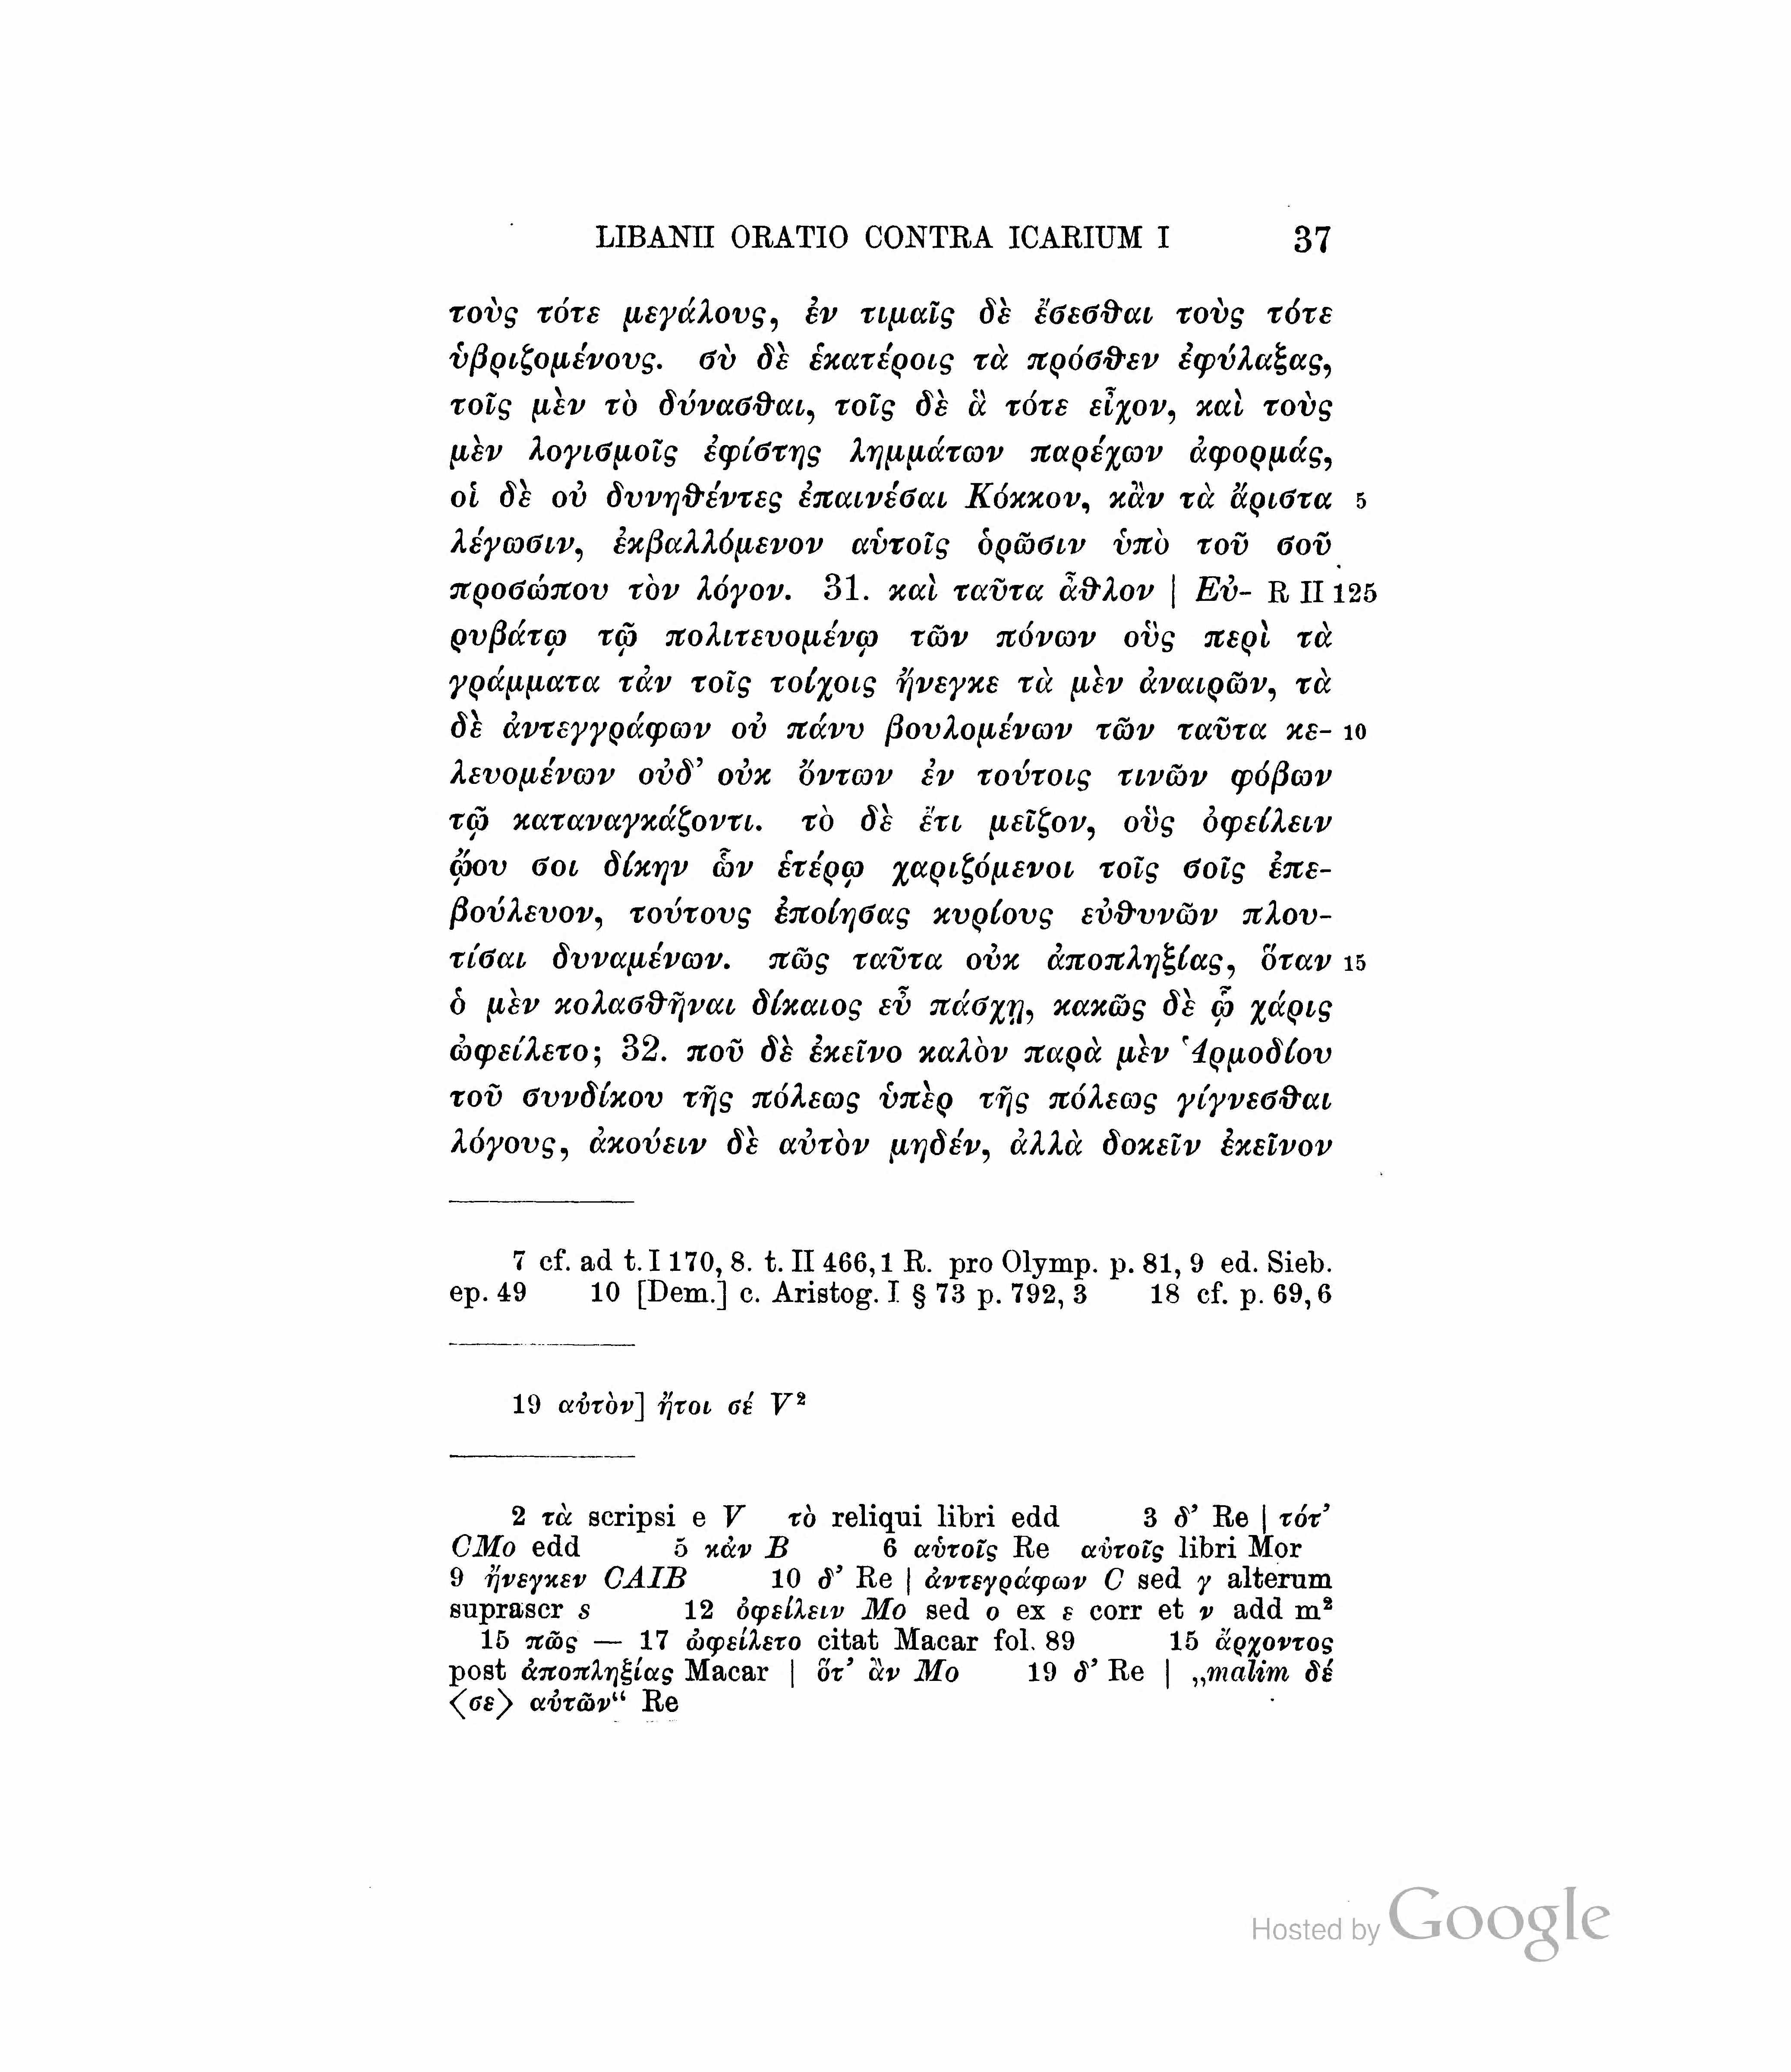 LIBANII ORATIO CONTRA ICARIUM I 37
τοὺς τότε μεγάλους, ἐν τιμαῖς δὲ ἔσεσθαι τοὺς τότε
ὑβριζομένους. σὺ δὲ ἑκατέροις τὰ πρόσθεν ἐφύλαξας,
τοῖς μὲν τὸ δύνασθαι, τοῖς δὲ ἃ τότε εἶχον, καὶ τοὺς
μὲν λογισμοῖς ἐφίστης λημμάτων παρέχων ἀφορμάς,
οἱ δὲ οὐ δυνηθέντες ἐπαινέσαι Κόκκον, κἂν τὰ ἄριστα 5
λέγωσιν, ἐκβαλλόμενον αὑτοῖς ὁρῶσιν ὑπὸ τοῦ σοῦ
προσώπου τὸν λόγον. 31. καὶ ταῦτα ἆθλον | Εὐ- R II 125
ρυβάτῳ τῷ πολιτευομένῳ τῶν πόνων οὓς περὶ τὰ
γράμματα τἀν τοῖς τοίχοις ἤνεγκε τὰ μὲν ἀναιρῶν, τὰ
δὲ ἀντεγγράφων οὐ πάνυ βουλομένων τῶν ταῦτα κε- 10
λευομένων οὐδ’ οὐκ ὄντων ἐν τούτοις τινῶν φόβων
τῷ καταναγκάζοντι. τὸ δὲ ἔτι μεῖζον, οὓς ὀφείλειν
ᾤου σοι δίκην ὧν ἑτέρῳ χαριζόμενοι τοῖς σοῖς ἐπε-
βούλευον, τούτους ἐποίησας κυρίους εὐθυνῶν πλου-
τίσαι δυναμένων. πῶς ταῦτα οὐκ ἀποπληξίας, ὅταν 15
ὁ μὲν κολασθῆναι δίκαιος εὖ πάσχῃ, κακῶς δὲ ᾧ χάρις
ὠφείλετο; 32. ποῦ δὲ ἐκεῖνο καλὸν παρὰ μὲν Ἁρμοδίου
τοῦ συνδίκου τῆς πόλεως ὑπὲρ τῆς πόλεως γίγνεσθαι
λόγους, ἀκούειν δὲ αὐτὸν μηδέν, ἀλλὰ δοκεῖν ἐκεῖνον
7 cf. ad t. I 170, 8. t. II 466,1 R. pro Olymp. p. 81, 9 ed. Sieb.
ep. 49 10 [Dem.] c. Aristog. I § 73 p. 792, 3 18 cf. p. 69,6
19 αὐτὸν] ἤτοι σέ V²
2 τὰ scripsi e V τὸ reliqui libri edd 3 δ’ Re | τότ’
CMo edd 5 κἀν B 6 αὑτοῖς Re αὐτοῖς libri Mor
9 ἤνεγκεν CAIB 10 δ’ Re | ἀντεγράφων C sed γ alterum
suprascr s 12 ὀφείλειν Mo sed ο ex ε corr et ν add m²
15 πῶς — 17 ὠφείλετο citat Macar fol. 89 15 ἄρχοντος
post ἀποπληξίας Macar | ὅτ’ ἂν Mo 19 δ’ Re | „malim δέ
⟨σε⟩ αὐτῶν“ Re
Hosted by Google